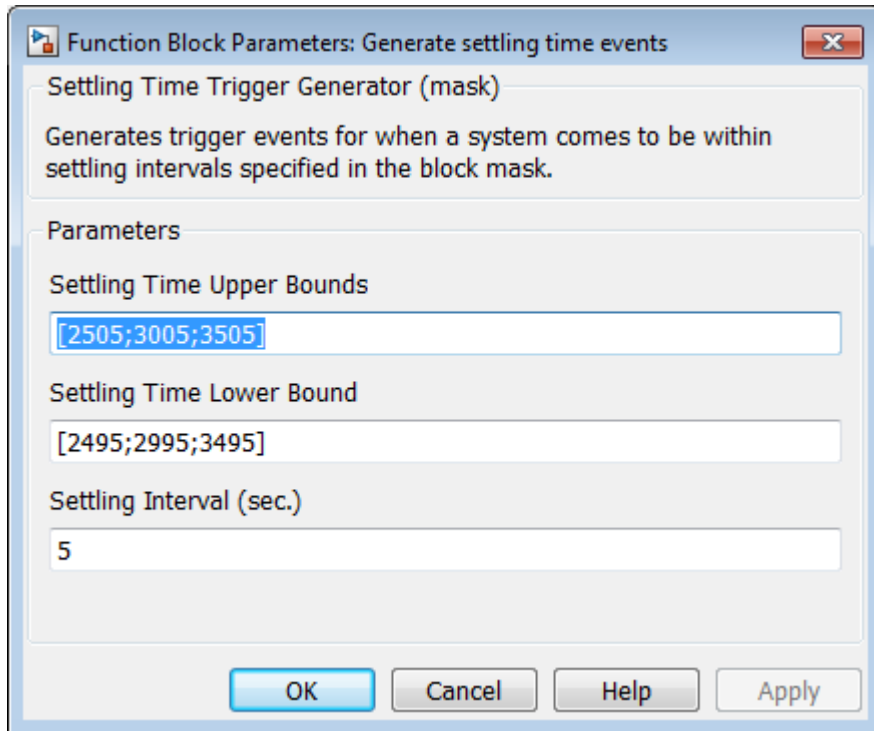 Function Block Parameters: Generate settling time events
Settling Time Trigger Generator (mask)
Generates trigger events for when a system comes to be within
settling intervals specified in the block mask.
Parameters
Settling Time Upper Bounds
[2505;3005;3505]
Settling Time Lower Bound
[2495;2995;3495]
Settling Interval (sec.)
5
OK Cancel Help Apply